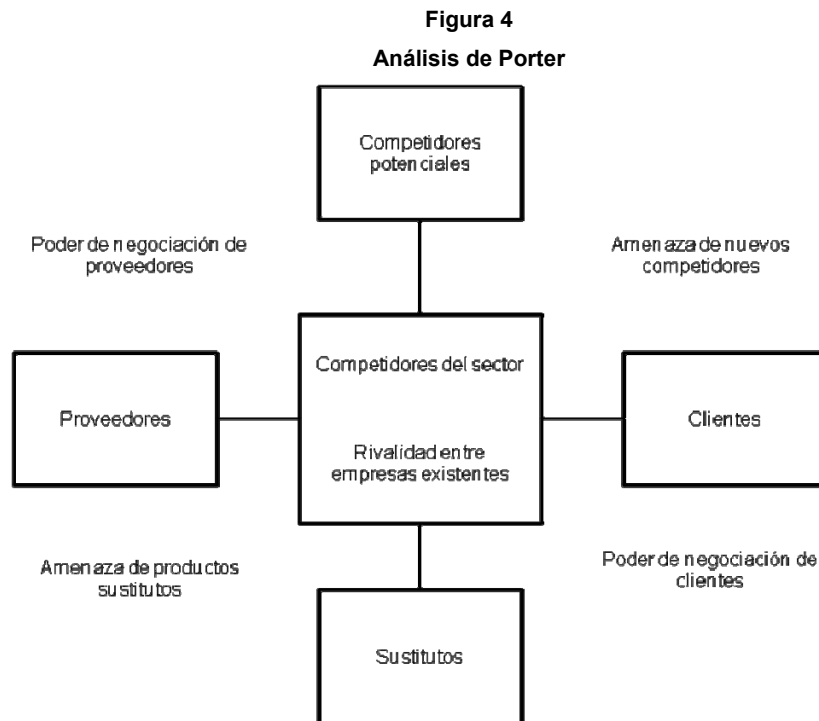 Figura 4
Análisis de Porter
Competidores
potenciales
Poder de negociación de
proveedores
Amenaza de nuevos
competidores
Competidores del sector
Proveedores
Clientes
Rivalidad entre
empresas existentes
Amenaza de productos
sustitutos
Poder de negociación de
clientes
Sustitutos